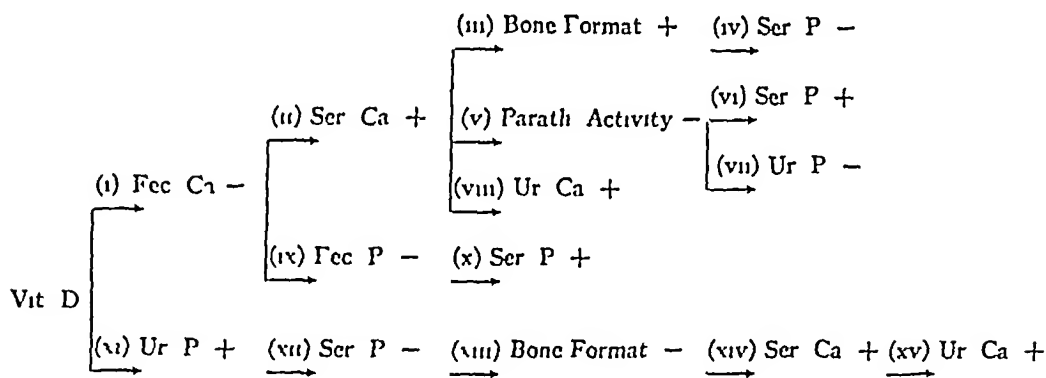 (iii) Bone Format + (iv) Ser P −
(ii) Ser Ca + (v) Parath Activity − (vi) Ser P +
(vii) Ur P −
(i) Fec Ca − (viii) Ur Ca +
(ix) Fec P − (x) Ser P +
Vit D
(xi) Ur P + (xii) Ser P − (xiii) Bone Format − (xiv) Ser Ca + (xv) Ur Ca +